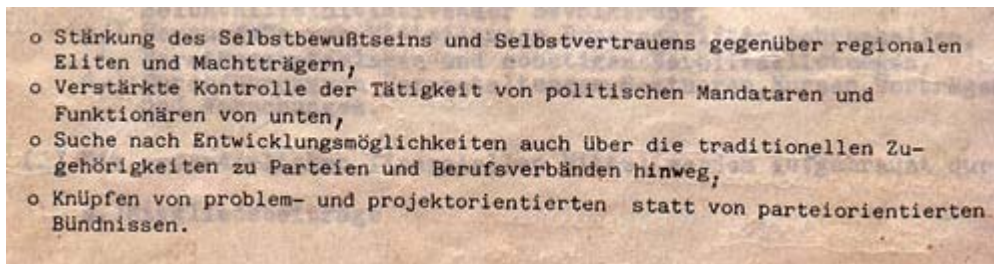 o Stärkung des Selbstbewußtseins und Selbstvertrauens gegenüber regionalen
Eliten und Machtträgern,
o Verstärkte Kontrolle der Tätigkeit von politischen Mandataren und
Funktionären von unten,
o Suche nach Entwicklungsmöglichkeiten auch über die traditionellen Zu-
gehörigkeiten zu Parteien und Berufsverbänden hinweg,
o Knüpfen von problem- und projektorientierten statt von parteiorientierten
Bündnissen.